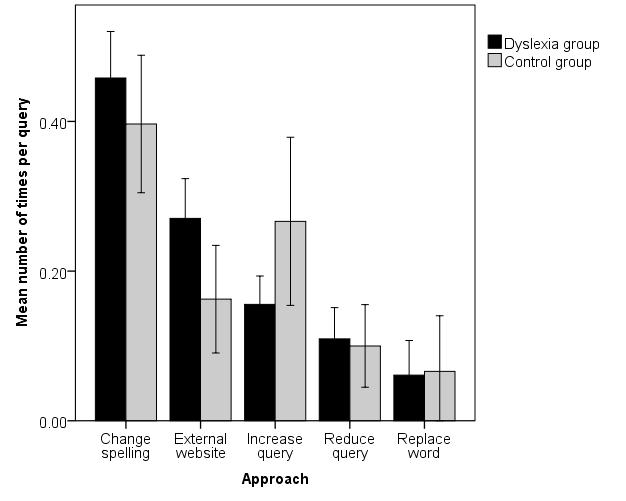 Dyslexia group
Control group
Mean number of times per query
0.40
0.20
0.00
Change
spelling
External
website
Increase
query
Reduce
query
Replace
word
Approach